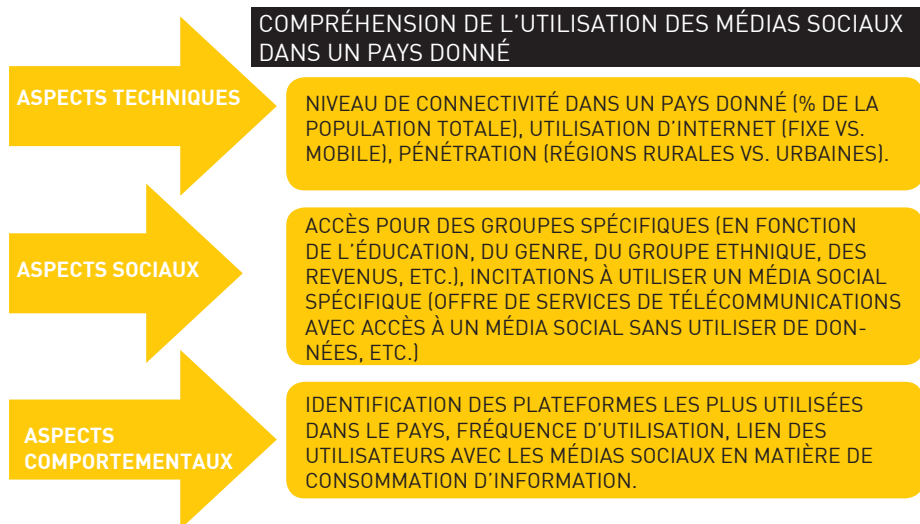 COMPRÉHENSION DE L'UTILISATION DES MÉDIAS SOCIAUX
DANS UN PAYS DONNÉ
ASPECTS TECHNIQUES
NIVEAU DE CONNECTIVITÉ DANS UN PAYS DONNÉ (% DE LA
POPULATION TOTALE), UTILISATION D'INTERNET (FIXE VS.
MOBILE), PÉNÉTRATION (RÉGIONS RURALES VS. URBAINES).
ASPECTS SOCIAUX
ACCÈS POUR DES GROUPES SPÉCIFIQUES (EN FONCTION
DE L'ÉDUCATION, DU GENRE, DU GROUPE ETHNIQUE, DES
REVENUS, ETC.), INCITATIONS À UTILISER UN MÉDIA SOCIAL
SPÉCIFIQUE (OFFRE DE SERVICES DE TÉLÉCOMMUNICATIONS
AVEC ACCÈS À UN MÉDIA SOCIAL SANS UTILISER DE DON-
NÉES, ETC.)
ASPECTS
COMPORTEMENTAUX
IDENTIFICATION DES PLATEFORMES LES PLUS UTILISÉES
DANS LE PAYS, FRÉQUENCE D'UTILISATION, LIEN DES
UTILISATEURS AVEC LES MÉDIAS SOCIAUX EN MATIÈRE DE
CONSOMMATION D'INFORMATION.